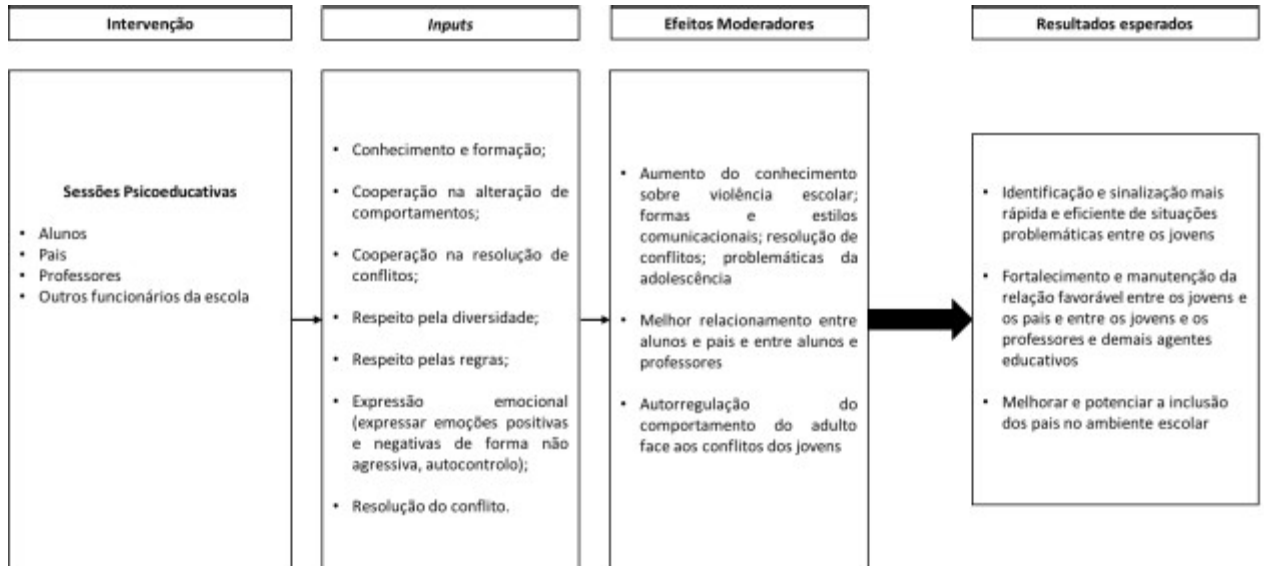 Intervenção
Inputs
Efeitos Moderadores
Resultados esperados
Sessões Psicoeducativas
• Alunos
• Pais
• Professores
• Outros funcionários da escola
• Conhecimento e formação;
• Cooperação na alteração de
comportamentos;
• Cooperação na resolução de
conflitos;
• Respeito pela diversidade;
• Respeito pelas regras;
• Expressão emocional
(expressar emoções positivas
e negativas de forma não
agressiva, autocontrolo);
• Resolução do conflito.
• Aumento do conhecimento
sobre violência escolar;
formas e estilos
comunicacionais; resolução de
conflitos; problemáticas da
adolescência
• Melhor relacionamento entre
alunos e pais e entre alunos e
professores
• Autorregulação do
comportamento do adulto
face aos conflitos dos jovens
• Identificação e sinalização mais
rápida e eficiente de situações
problemáticas entre os jovens
• Fortalecimento e manutenção da
relação favorável entre os jovens e
os pais e entre os jovens e os
professores e demais agentes
educativos
• Melhorar e potenciar a inclusão
dos pais no ambiente escolar